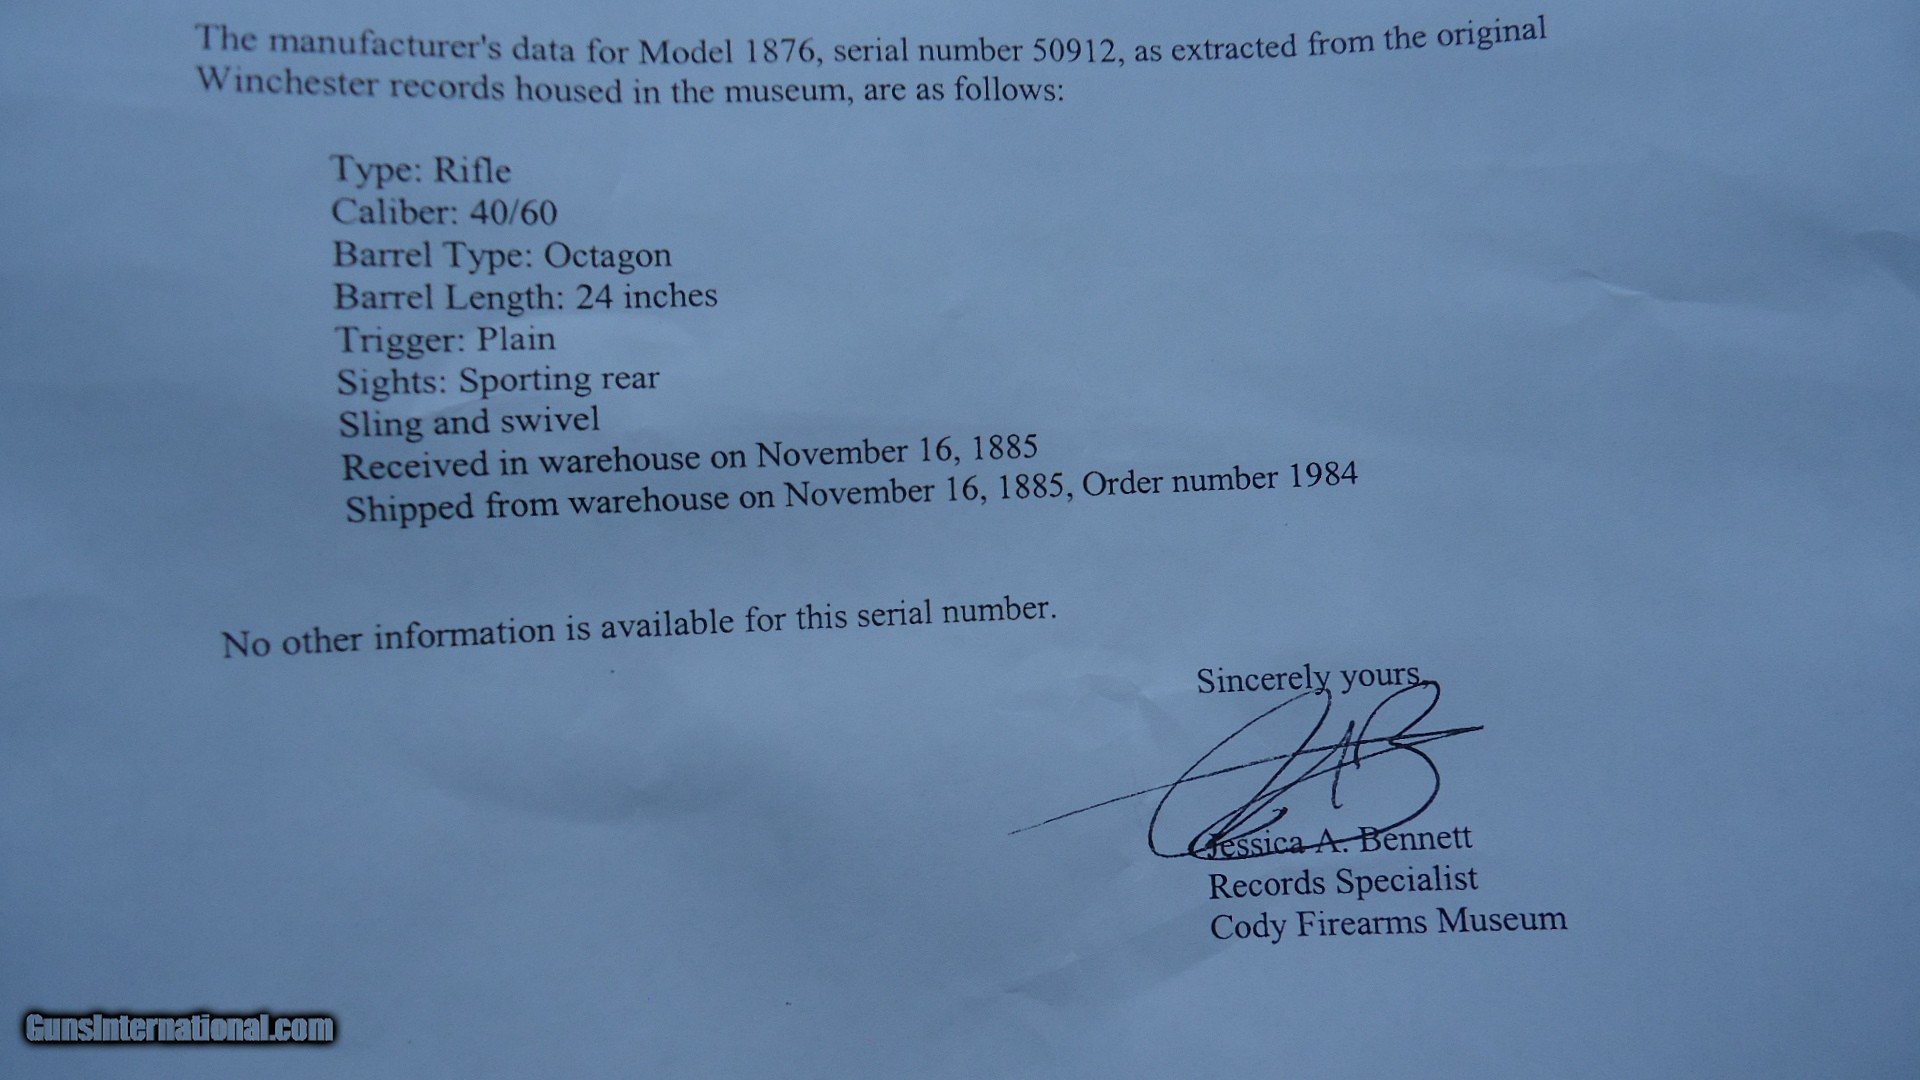 The manufacturer's data for Model 1876, serial number 50912, as extracted from the original
Winchester records housed in the museum, are as follows:
Type: Rifle
Caliber: 40/60
Barrel Type: Octagon
Barrel Length: 24 inches
Trigger: Plain
Sights: Sporting rear
Sling and swivel
Received in warehouse on November 16, 1885
Shipped from warehouse on November 16, 1885, Order number 1984
No other information is available for this serial number.
Sincerely yours,
Jessica A. Bennett
Records Specialist
Cody Firearms Museum
GunsInternational.com